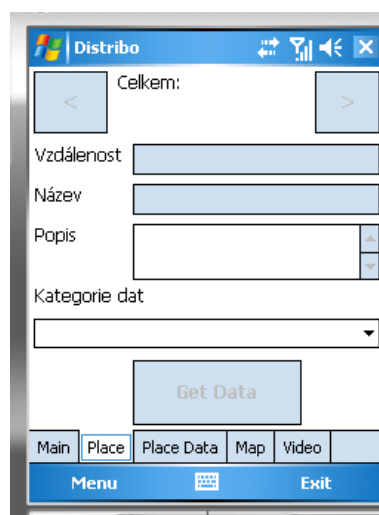 Distribo
Celkem:
< >
Vzdálenost
Název
Popis
Kategorie dat
Get Data
Main Place Place Data Map Video
Menu Exit